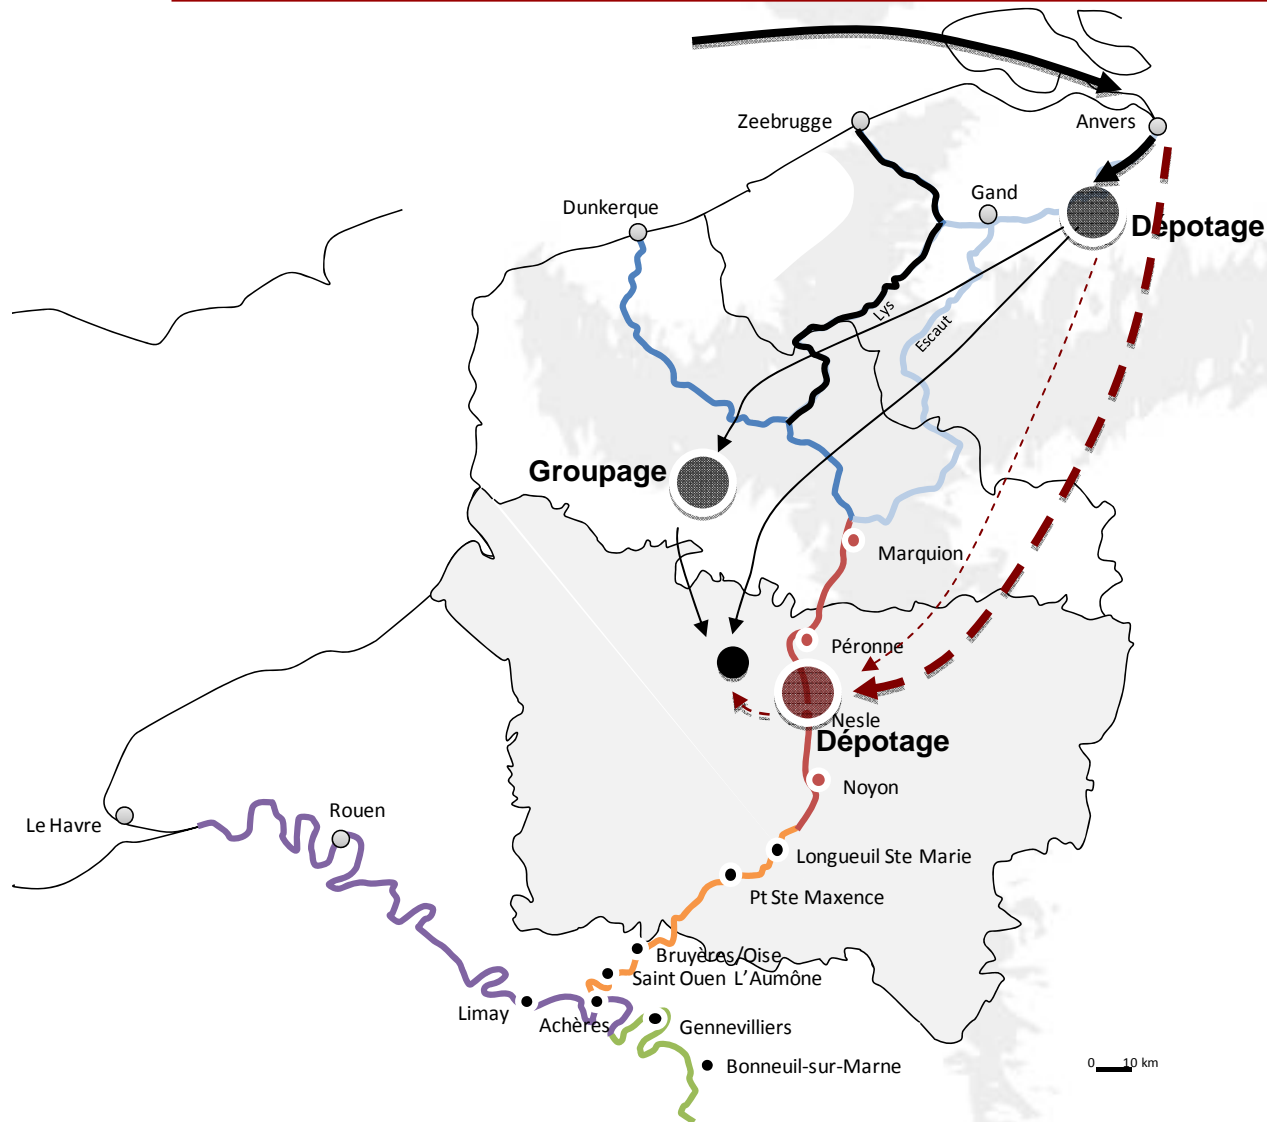 Zeebrugge
Anvers
Gand
Dunkerque
Dépotage
Lys
Escaut
Groupage
Marquion
Péronne
Nesle
Dépotage
Noyon
Le Havre
Rouen
Longueuil Ste Marie
Pt Ste Maxence
Bruyères/Oise
Saint Ouen L'Aumône
Limay
Achères
Gennevilliers
Bonneuil-sur-Marne
0 10 km